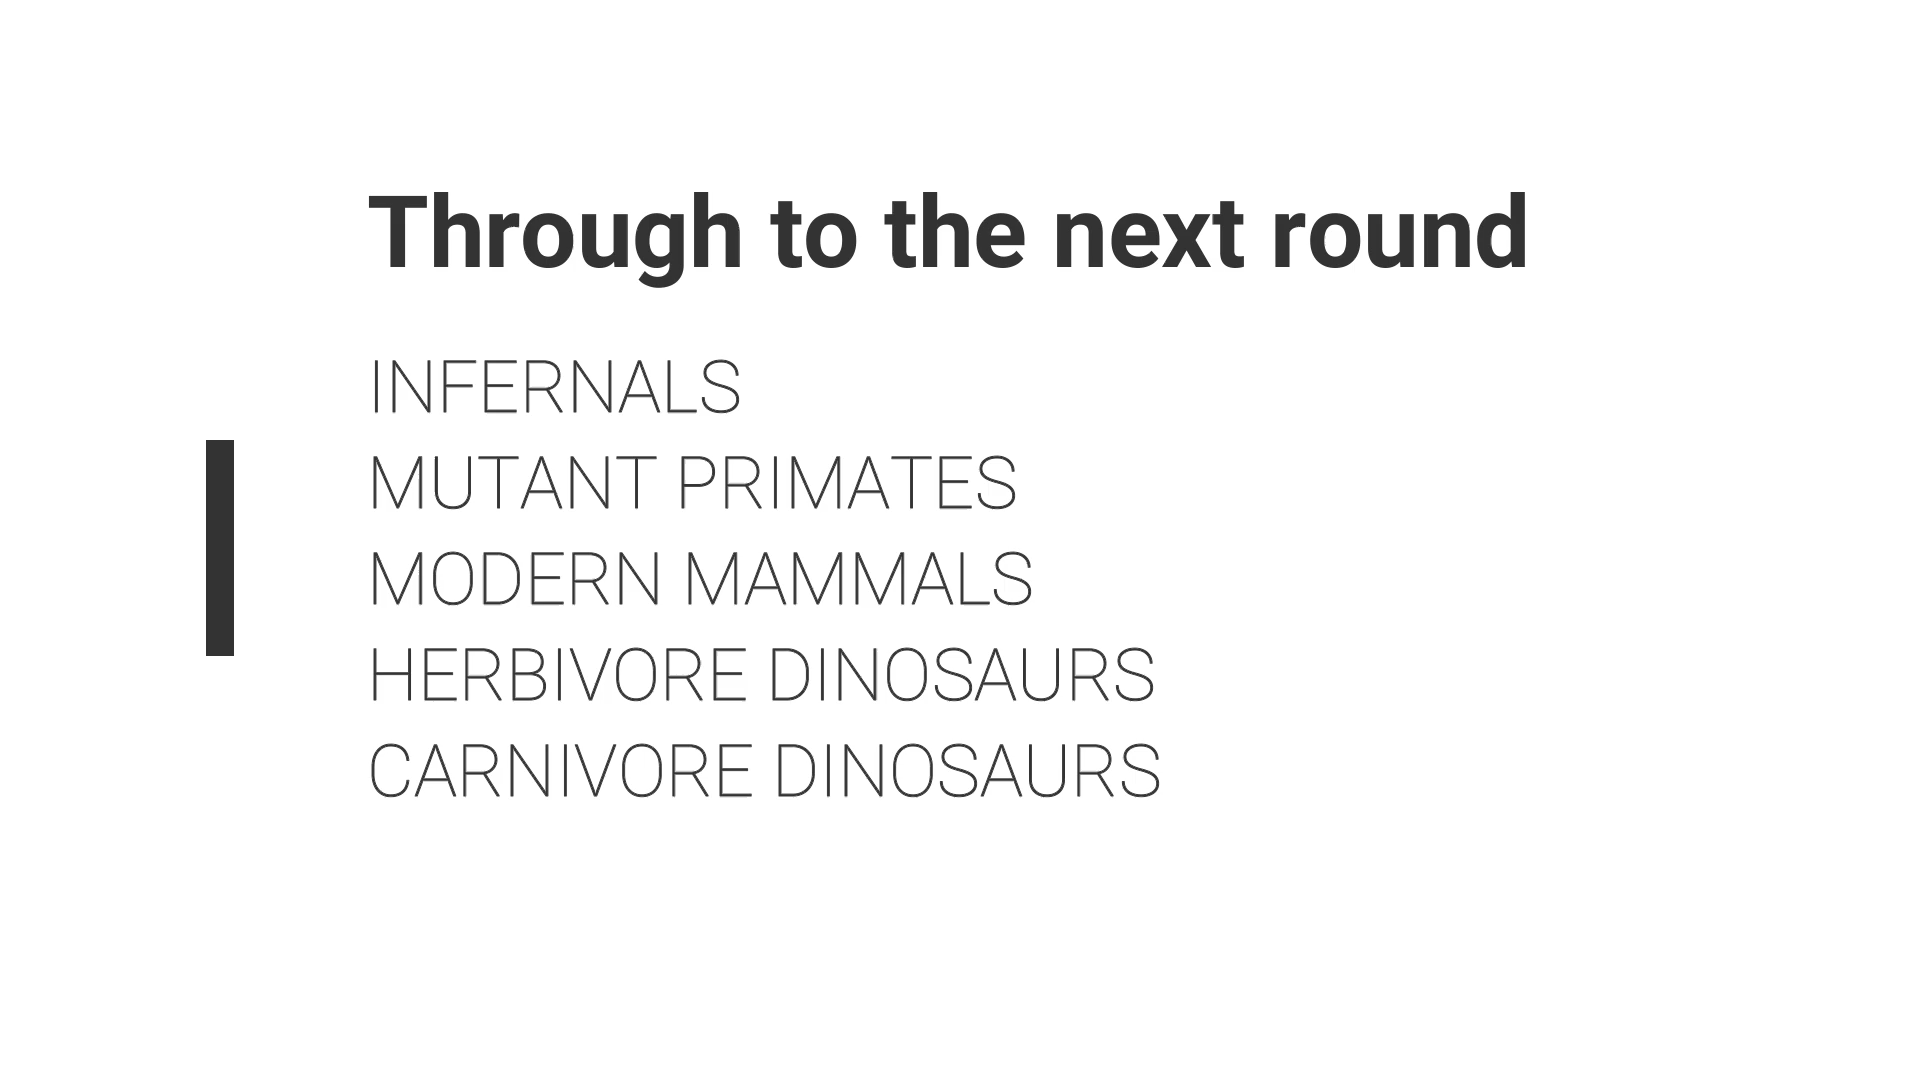 Through to the next round
INFERNALS
MUTANT PRIMATES
MODERN MAMMALS
HERBIVORE DINOSAURS
CARNIVORE DINOSAURS